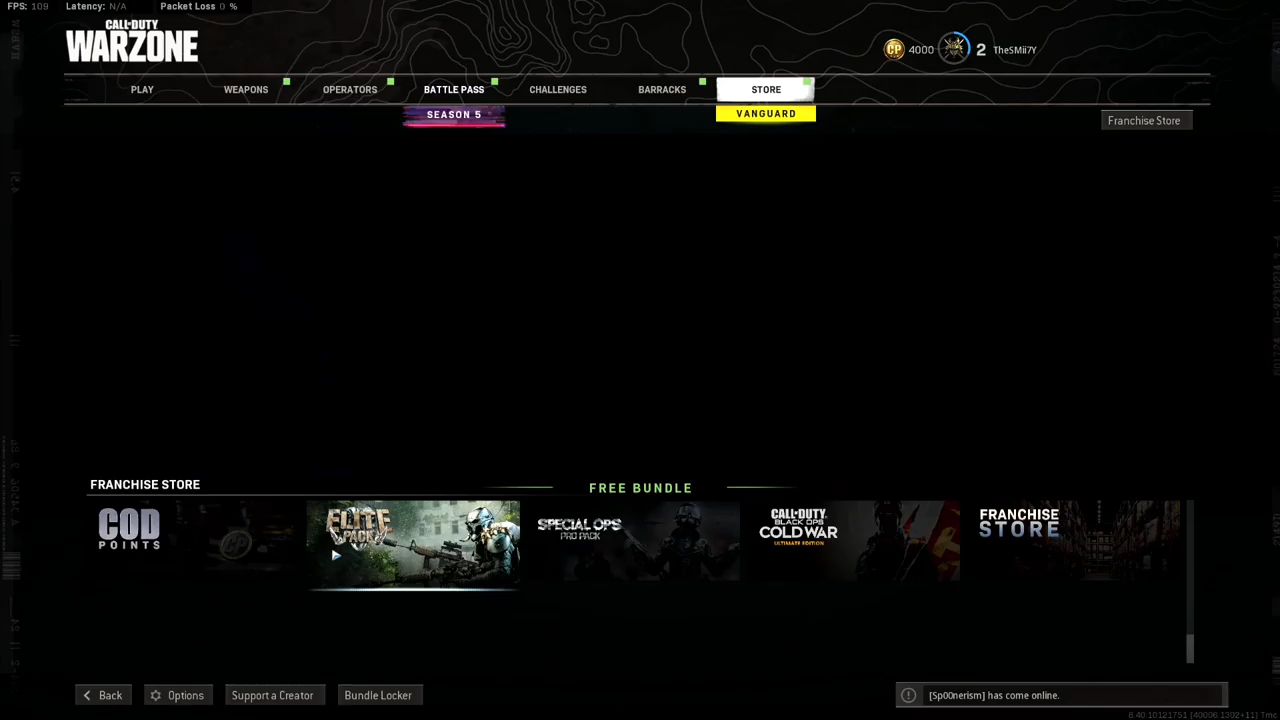 FPS: 109 Latency: N/A Packet Loss 0 %
CALL OF DUTY
WARZONE
CP 4000 2 TheSMii7Y
PLAY WEAPONS OPERATORS BATTLE PASS CHALLENGES BARRACKS STORE
SEASON 5 VANGUARD
Franchise Store
FRANCHISE STORE
FREE BUNDLE
COD
POINTS
ELITE
PACK
SPECIAL OPS
PRO PACK
CALL OF DUTY
BLACK OPS
COLD WAR
ULTIMATE EDITION
FRANCHISE
STORE
Back Options Support a Creator Bundle Locker
[Sp00nerism] has come online.